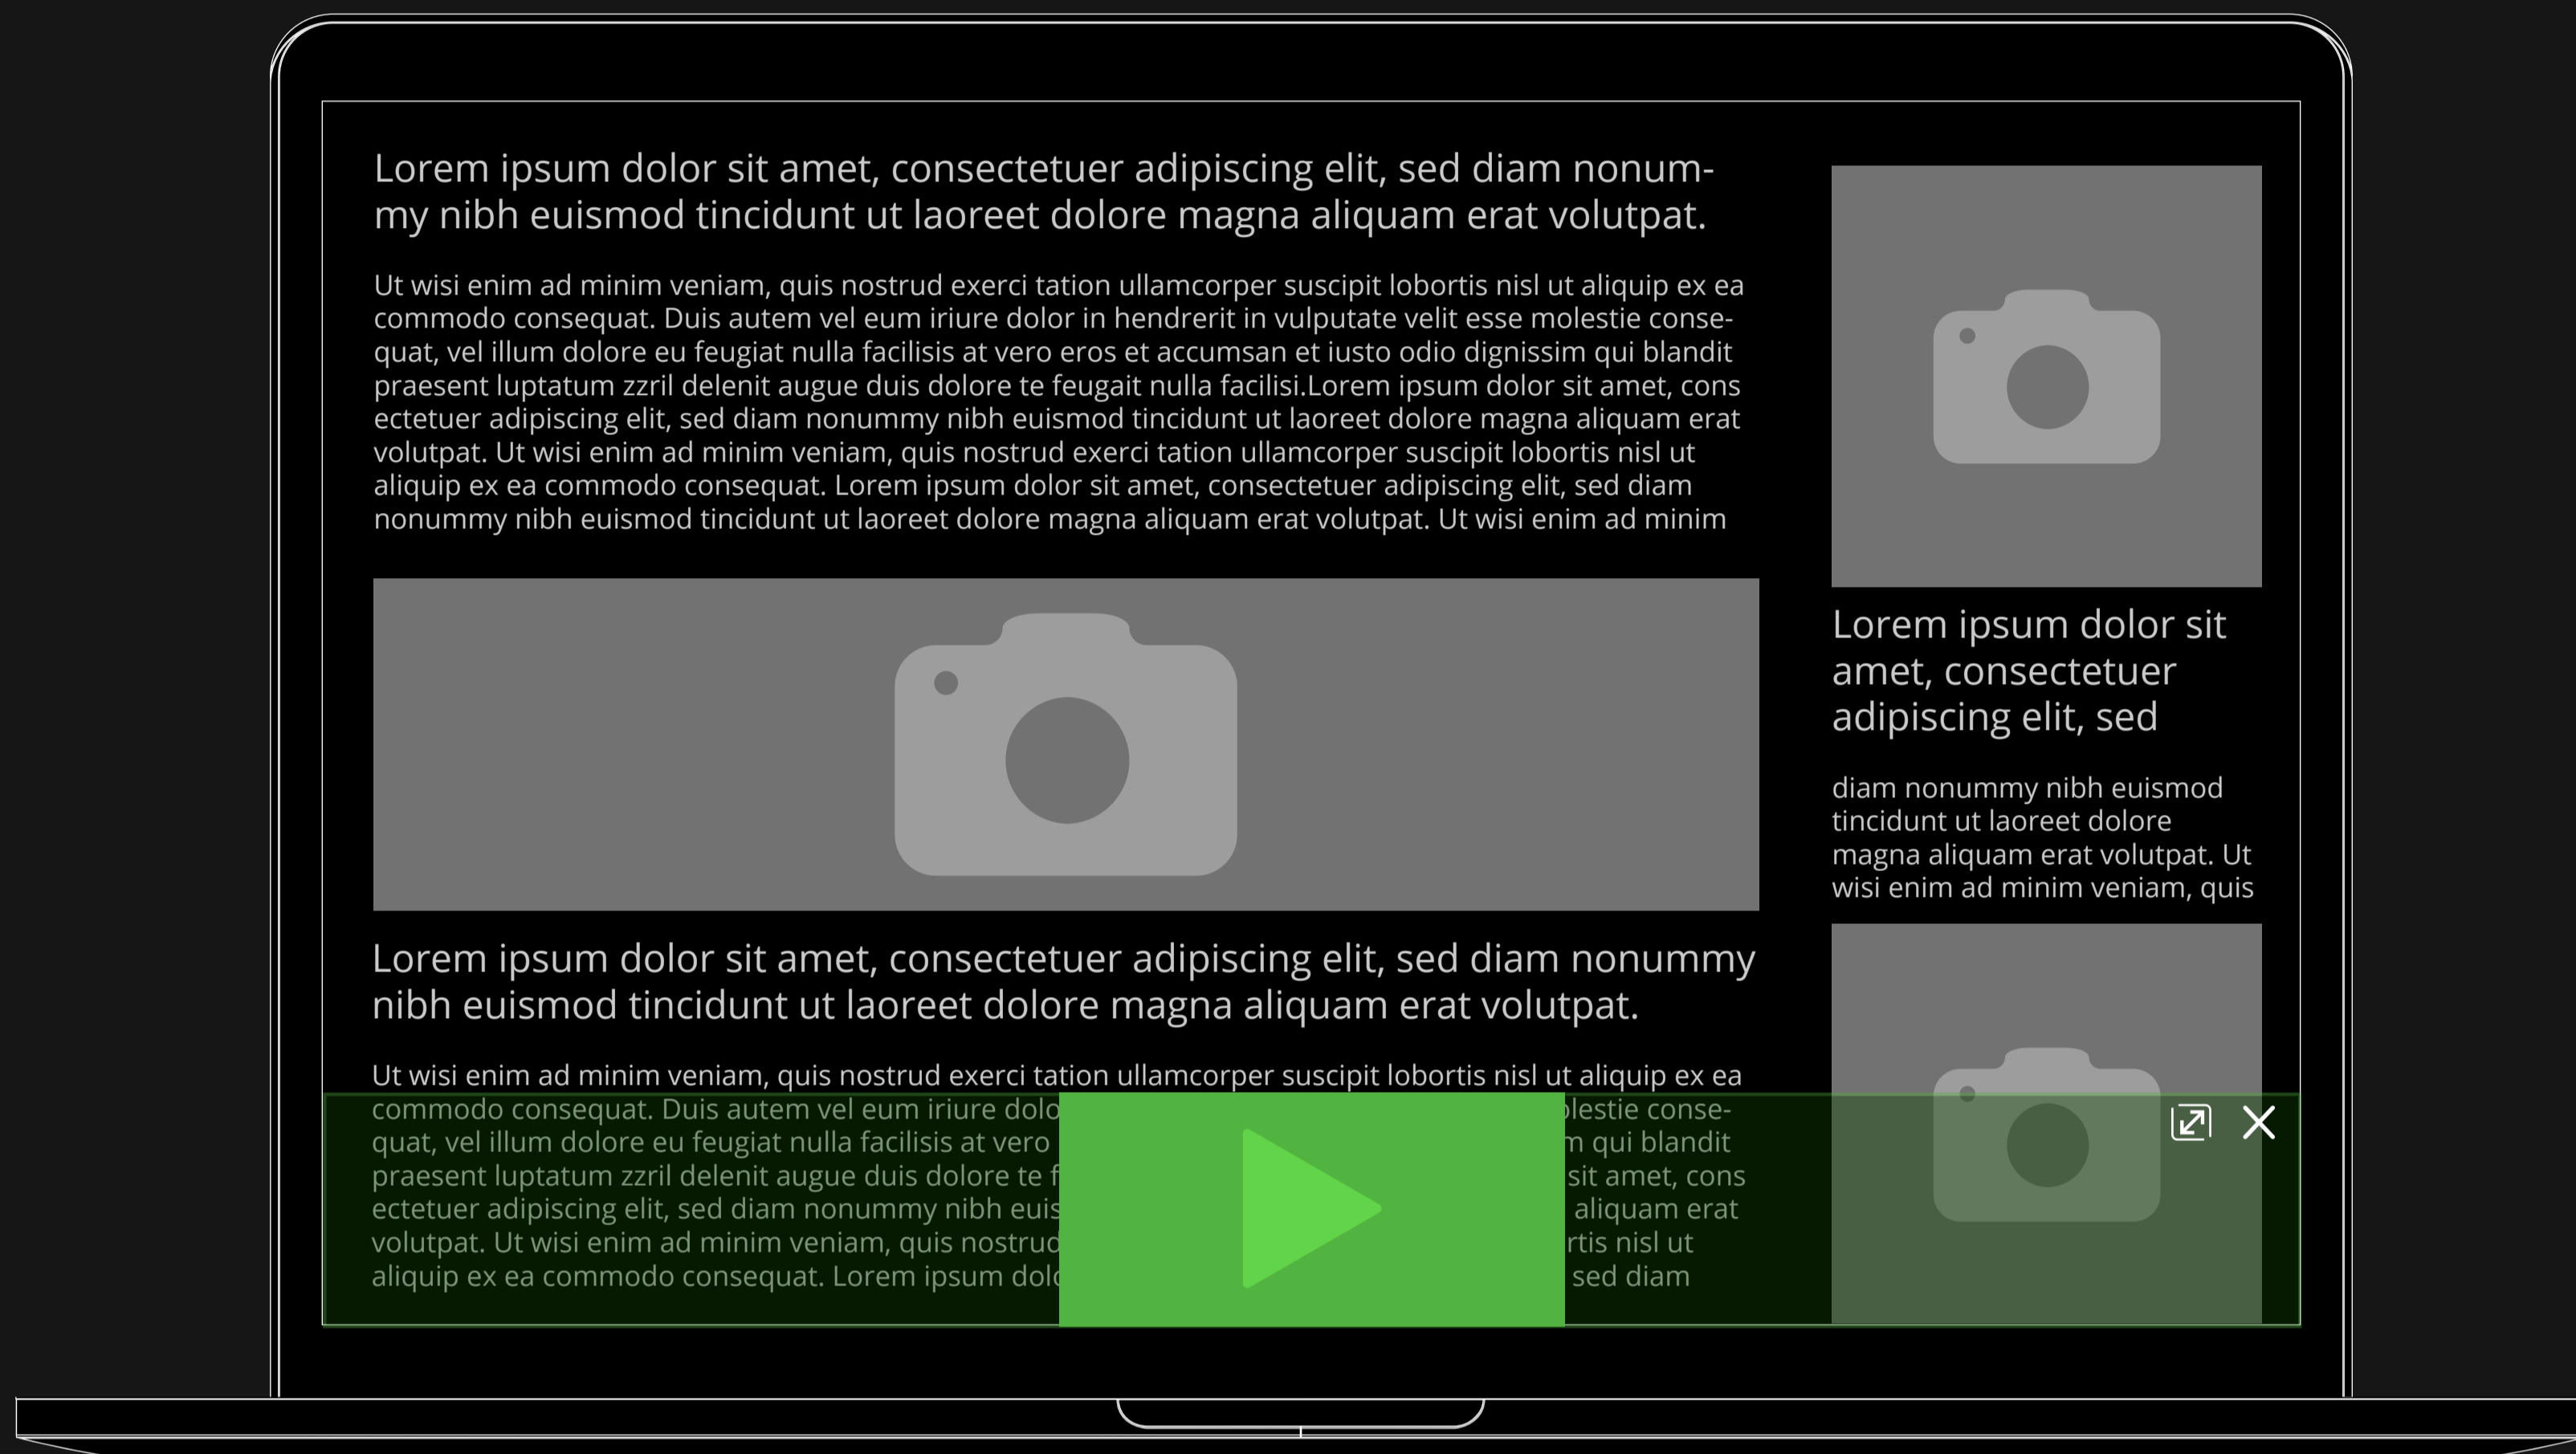 Lorem ipsum dolor sit amet, consectetuer adipiscing elit, sed diam nonum-
my nibh euismod tincidunt ut laoreet dolore magna aliquam erat volutpat.
Ut wisi enim ad minim veniam, quis nostrud exerci tation ullamcorper suscipit lobortis nisl ut aliquip ex ea
commodo consequat. Duis autem vel eum iriure dolor in hendrerit in vulputate velit esse molestie conse-
quat, vel illum dolore eu feugiat nulla facilisis at vero eros et accumsan et iusto odio dignissim qui blandit
praesent luptatum zzril delenit augue duis dolore te feugait nulla facilisi.Lorem ipsum dolor sit amet, cons
ectetuer adipiscing elit, sed diam nonummy nibh euismod tincidunt ut laoreet dolore magna aliquam erat
volutpat. Ut wisi enim ad minim veniam, quis nostrud exerci tation ullamcorper suscipit lobortis nisl ut
aliquip ex ea commodo consequat. Lorem ipsum dolor sit amet, consectetuer adipiscing elit, sed diam
nonummy nibh euismod tincidunt ut laoreet dolore magna aliquam erat volutpat. Ut wisi enim ad minim
Lorem ipsum dolor sit amet, consectetuer adipiscing elit, sed diam nonummy
nibh euismod tincidunt ut laoreet dolore magna aliquam erat volutpat.
Ut wisi enim ad minim veniam, quis nostrud exerci tation ullamcorper suscipit lobortis nisl ut aliquip ex ea
commodo consequat. Duis autem vel eum iriure conse-
quat, vel illum dolore eu feugiat nulla facilisis at vero qui blandit
praesent luptatum zzril delenit augue duis dolore te sit amet, cons
ectetuer adipiscing elit, sed diam nonummy nibh aliquam erat
volutpat. Ut wisi enim ad minim veniam, quis nostrud nisl ut
aliquip ex ea commodo consequat. Lorem ipsum sed diam
Lorem ipsum dolor sit
amet, consectetuer
adipiscing elit, sed
diam nonummy nibh euismod
tincidunt ut laoreet dolore
magna aliquam erat volutpat. Ut
wisi enim ad minim veniam, quis